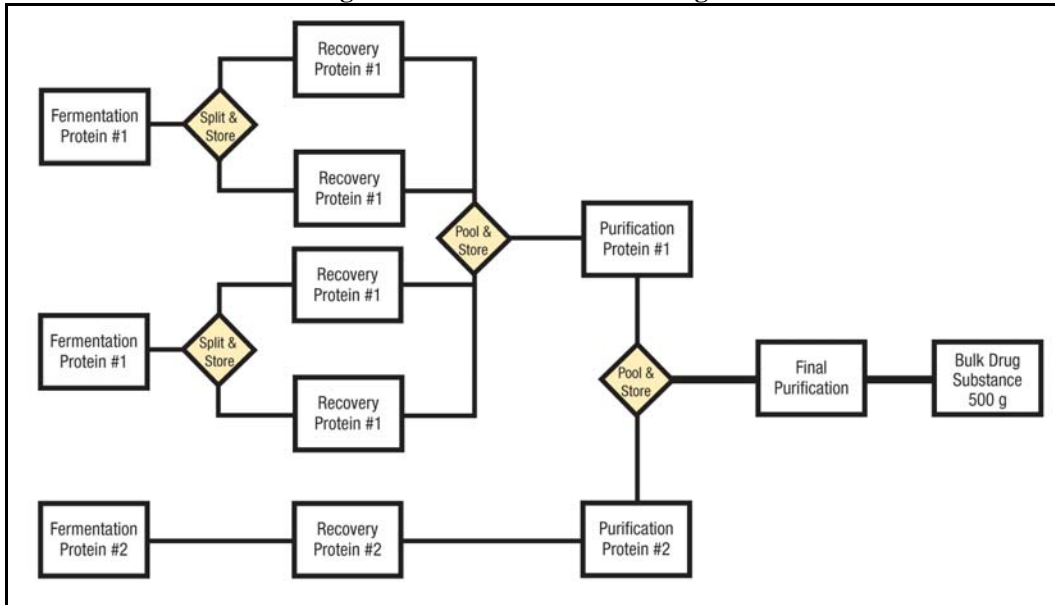 Recovery
Protein #1
Fermentation
Protein #1
Split &
Store
Recovery
Protein #1
Pool &
Store
Purification
Protein #1
Recovery
Protein #1
Fermentation
Protein #1
Split &
Store
Recovery
Protein #1
Pool &
Store
Final
Purification
Bulk Drug
Substance
500 g
Fermentation
Protein #2
Recovery
Protein #2
Purification
Protein #2